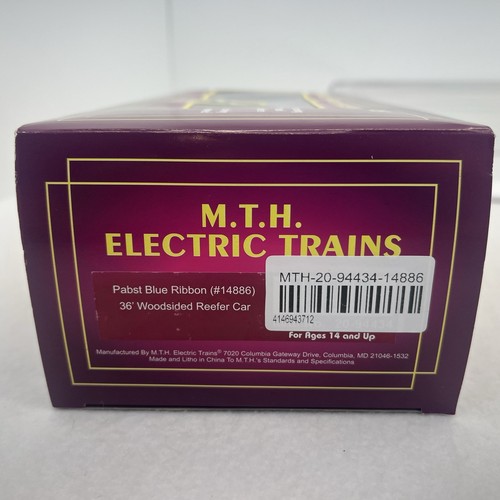 M.T.H.
ELECTRIC TRAINS
Pabst Blue Ribbon (#14886)
36' Woodsided Reefer Car
MTH-20-94434-14886
4146943712
For Ages 14 and Up
Manufactured By M.T.H. Electric Trains® 7020 Columbia Gateway Drive, Columbia, MD 21046-1532
Made and Litho in China To M.T.H.'s Standards and Specifications